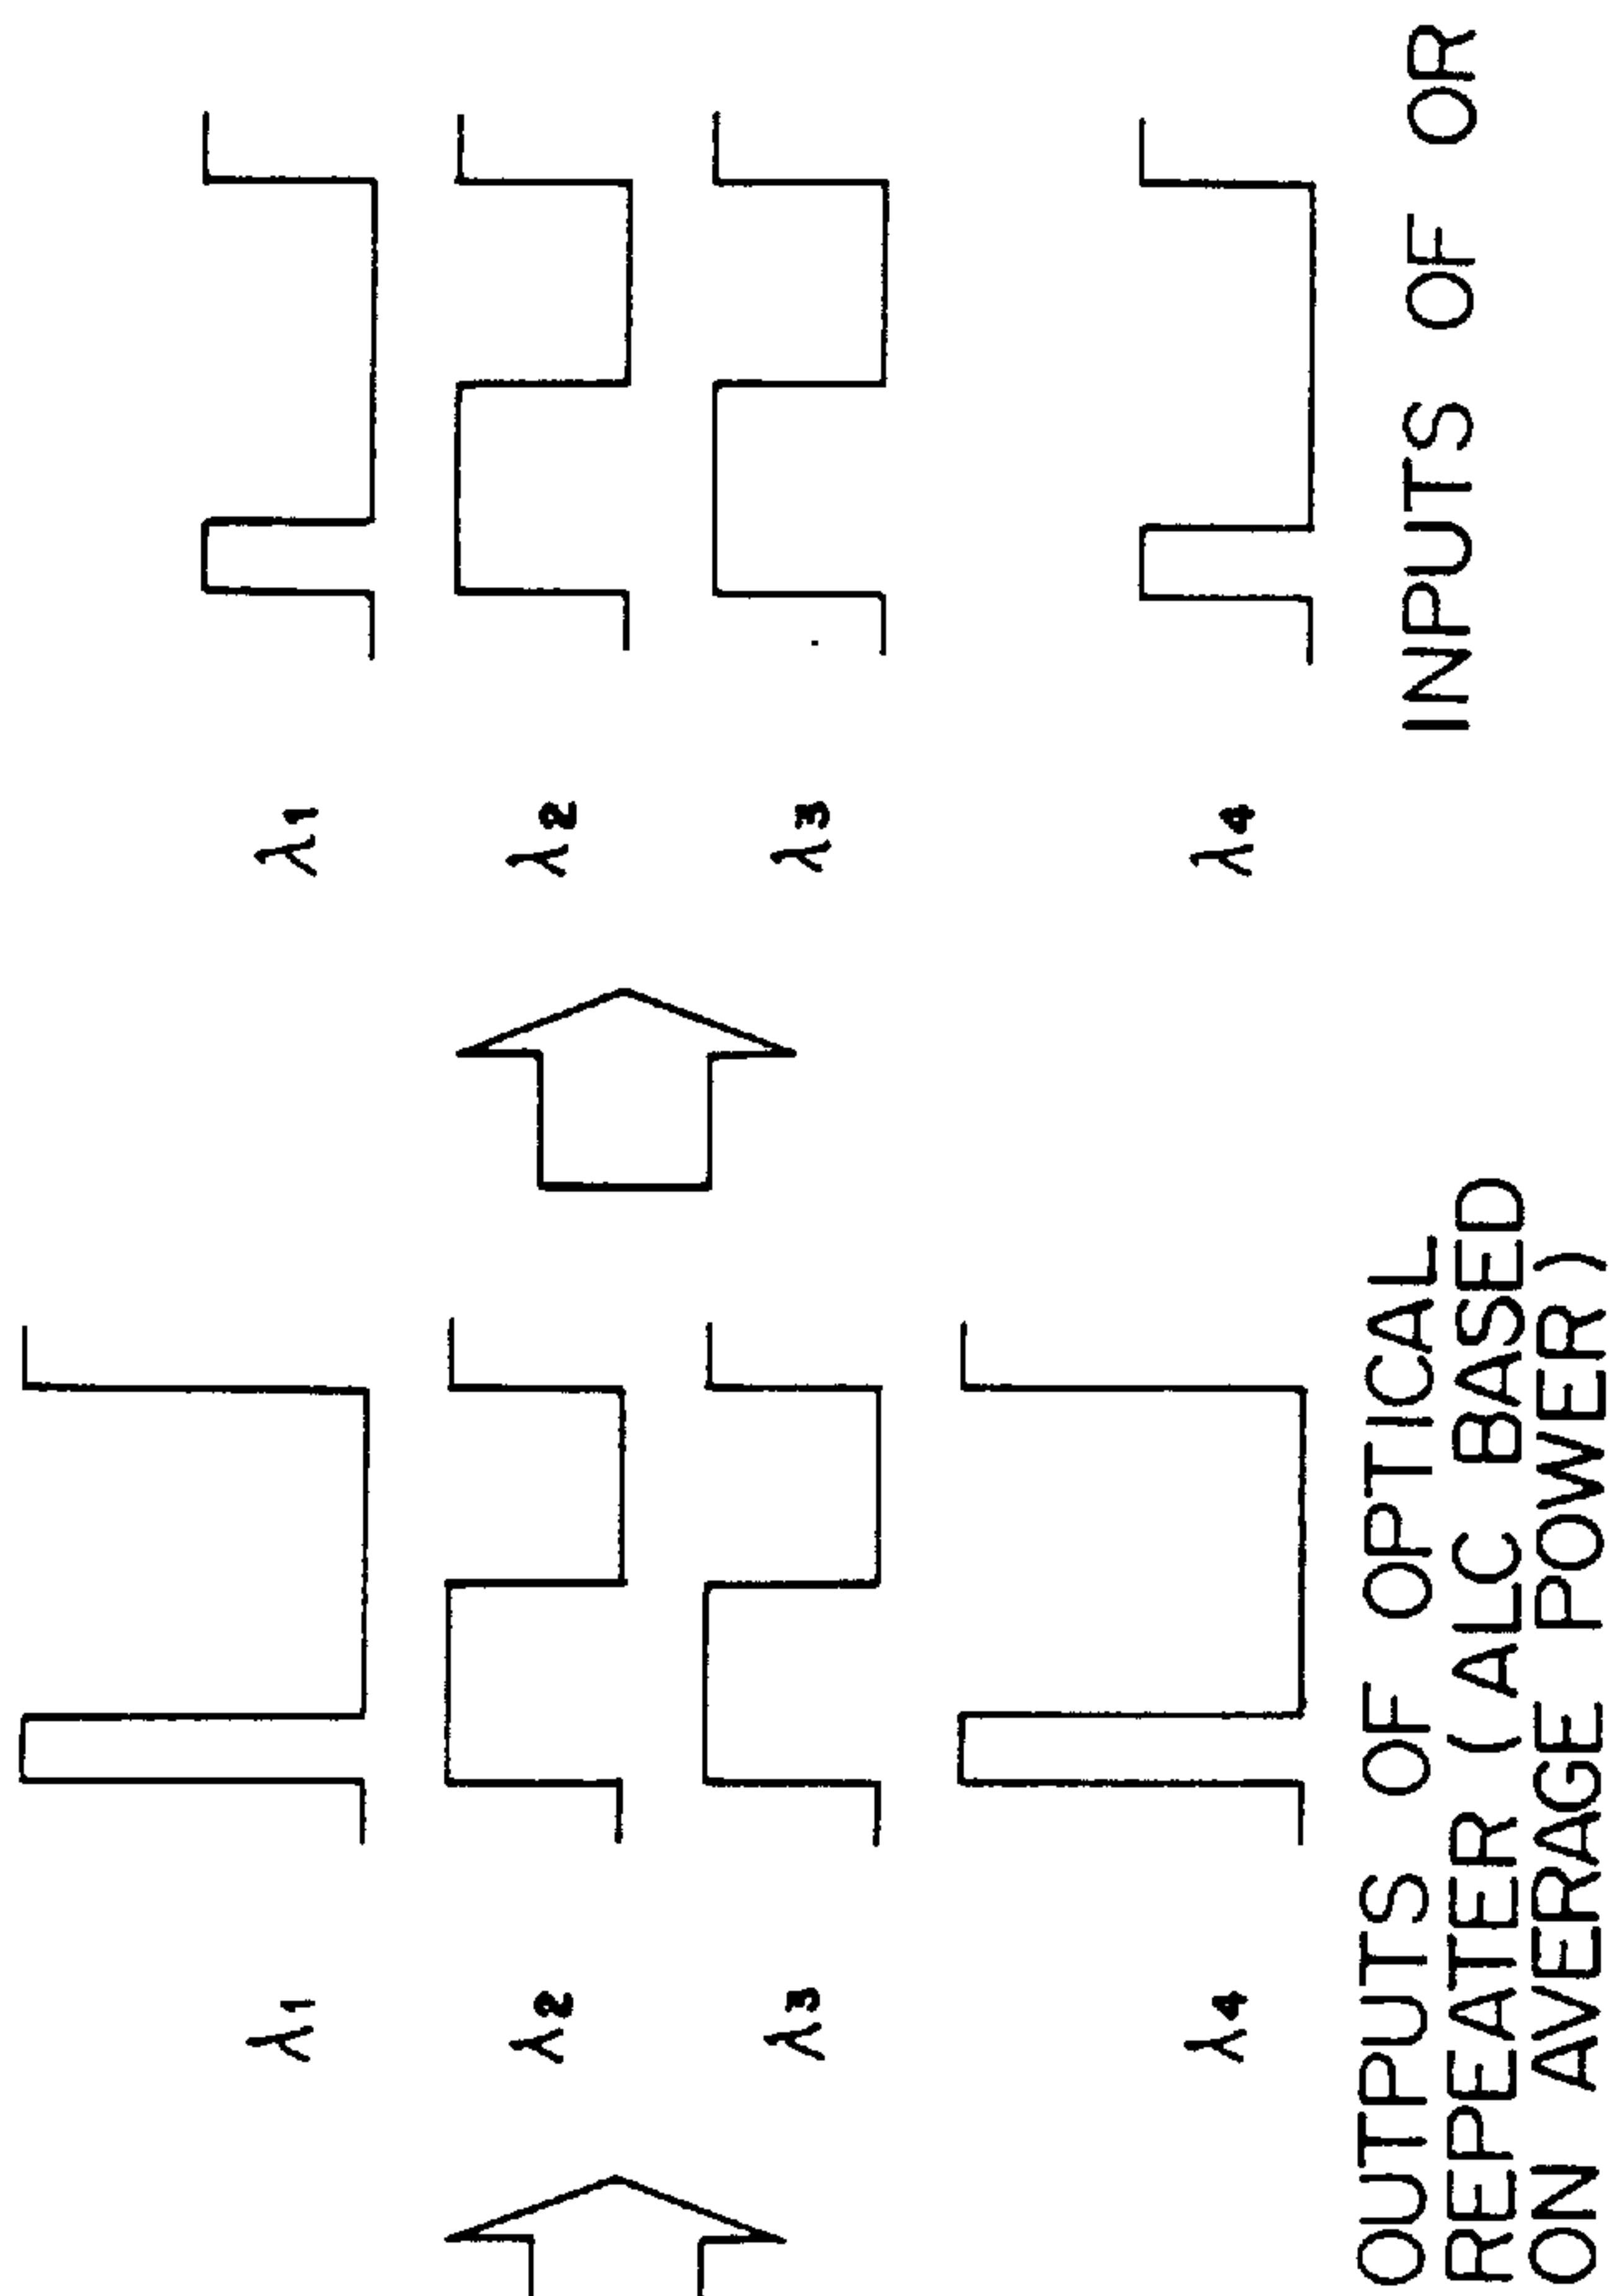 λ1
λ2
λ3
λ4
OUTPUTS OF OPTICAL
REPEATER (ALC BASED
ON AVERAGE POWER)
λ1
λ2
λ3
λ4
INPUTS OF OR